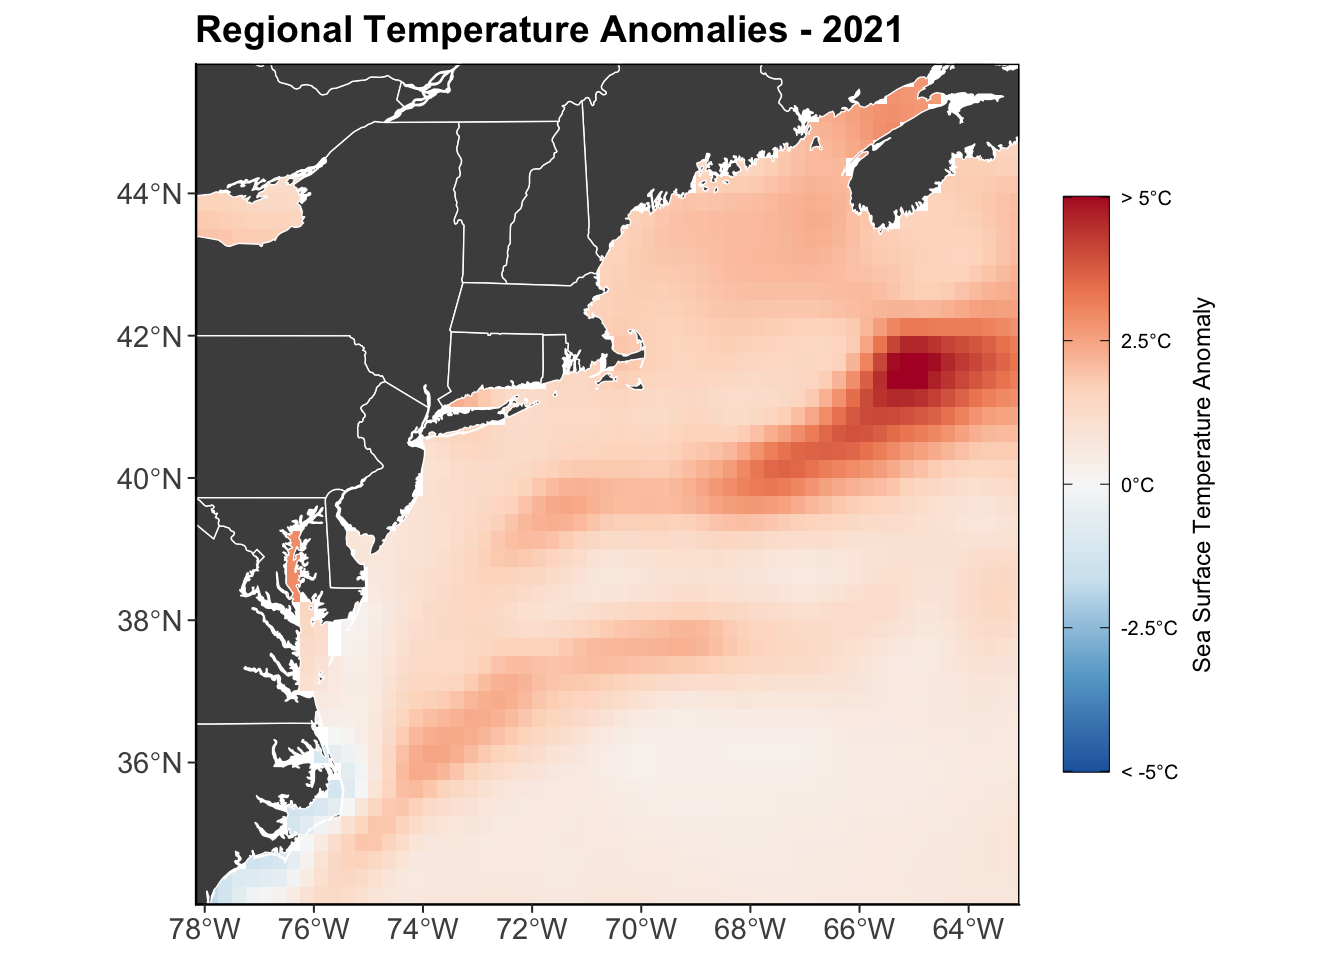 Regional Temperature Anomalies - 2021
44°N
42°N
40°N
38°N
36°N
78°W
76°W
74°W
72°W
70°W
68°W
66°W
64°W
> 5°C
2.5°C
0°C
-2.5°C
< -5°C
Sea Surface Temperature Anomaly